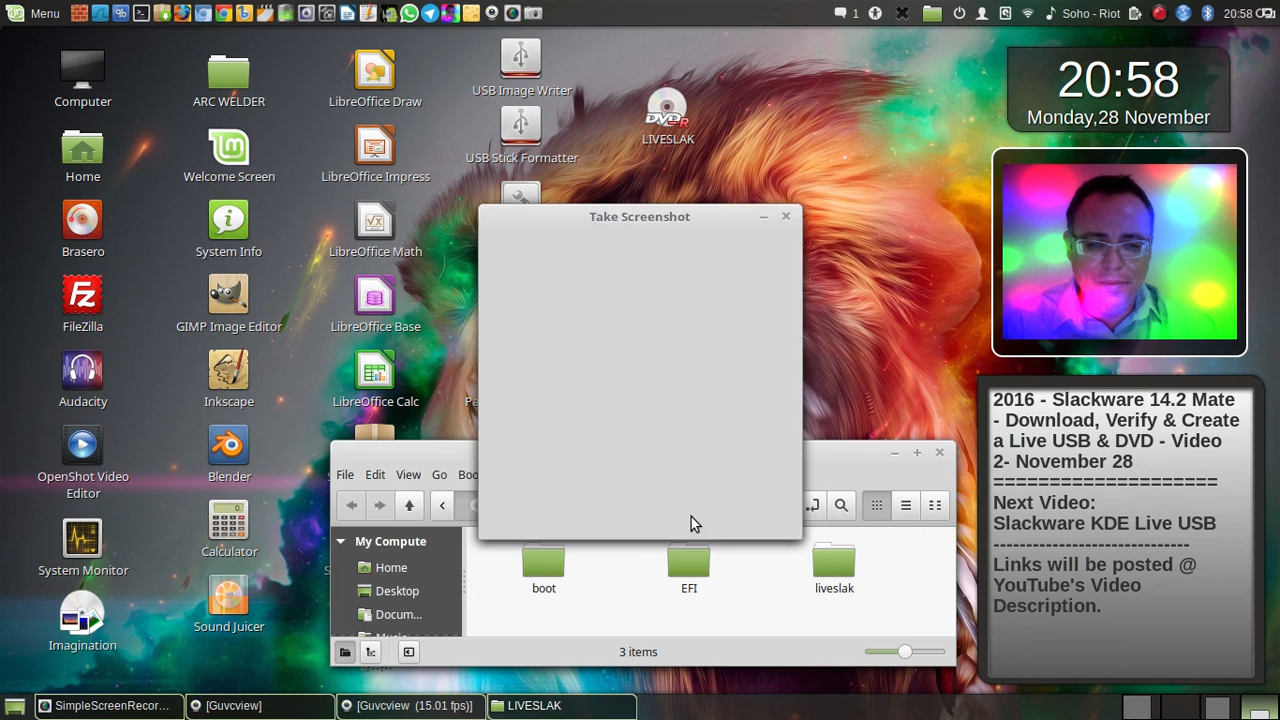 Menu
1
Soho - Riot
20:58
Computer
ARC WELDER
LibreOffice Draw
USB Image Writer
LIVESLAK
Home
Welcome Screen
LibreOffice Impress
USB Stick Formatter
Brasero
System Info
LibreOffice Math
FileZilla
GIMP Image Editor
LibreOffice Base
Audacity
Inkscape
LibreOffice Calc
OpenShot Video
Editor
Blender
System Monitor
Calculator
Imagination
Sound Juicer
Take Screenshot
File Edit View Go
My Compute
Home
Desktop
Docum...
boot
EFI
liveslak
3 items
20:58
Monday,28 November
2016 - Slackware 14.2 Mate
- Download, Verify & Create
a Live USB & DVD - Video
2- November 28
====================
Next Video:
Slackware KDE Live USB
------------------------------
Links will be posted @
YouTube's Video
Description.
SimpleScreenRecor...
[Guvcview]
[Guvcview (15.01 fps)]
LIVESLAK